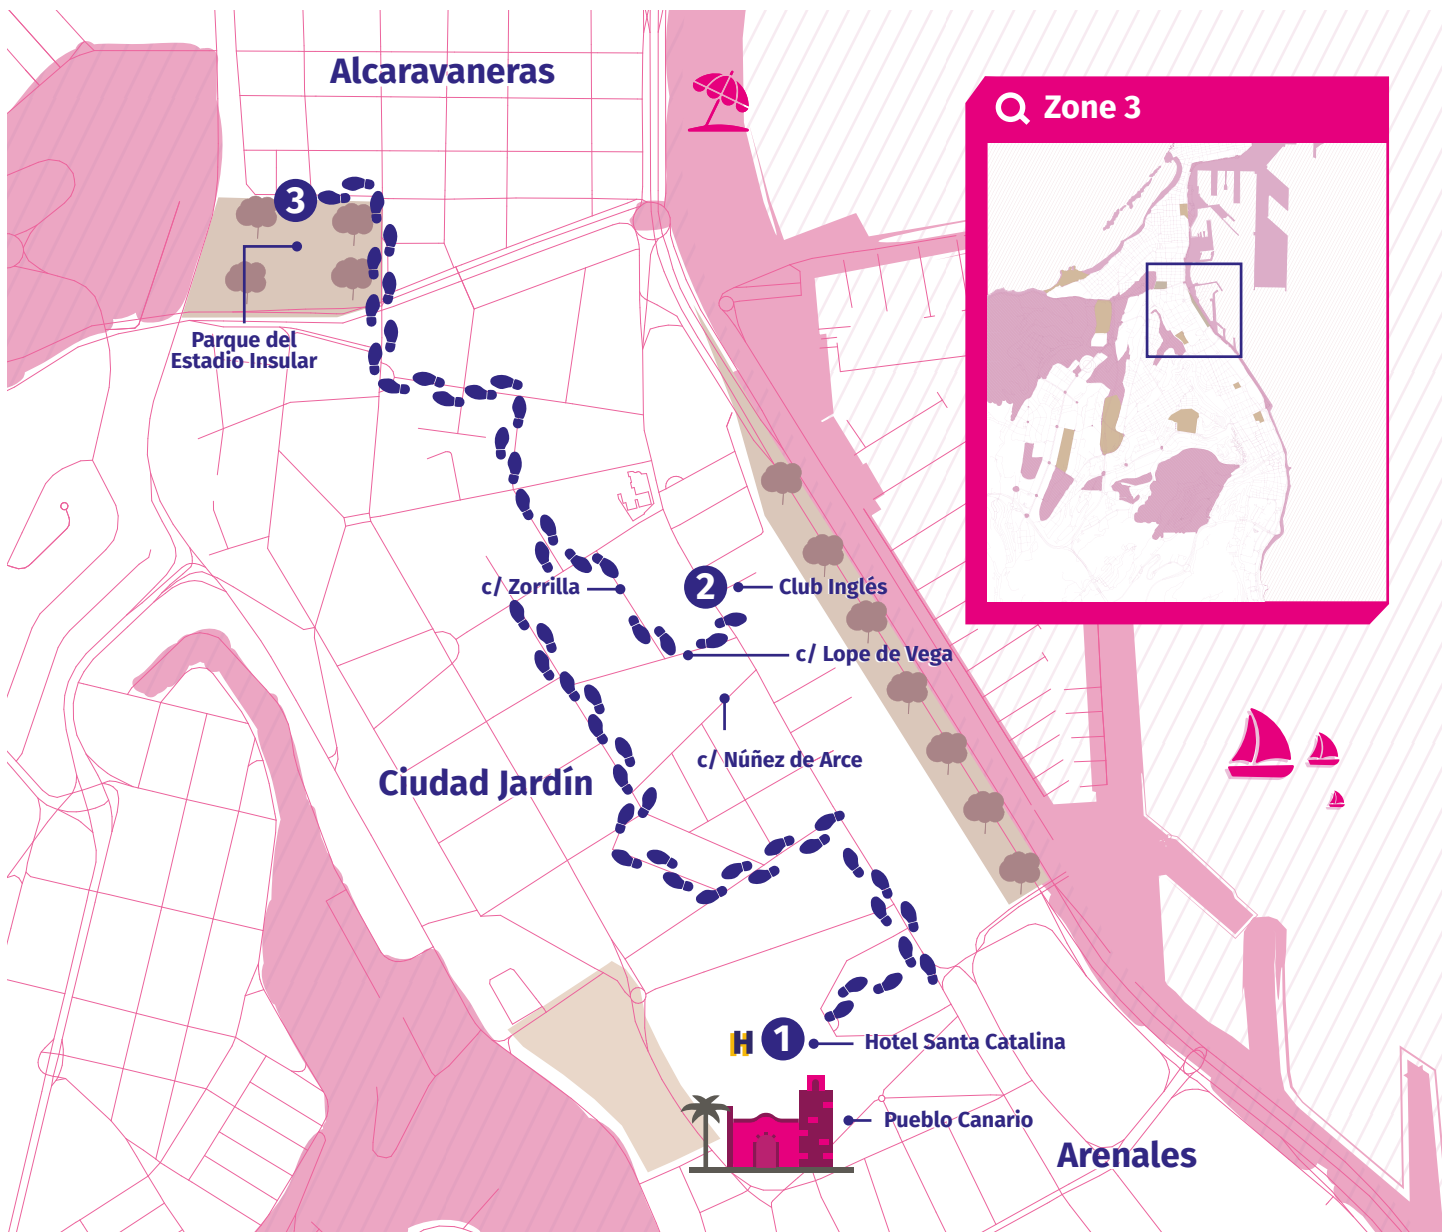 Alcaravaneras
Zone 3
3
Parque del
Estadio Insular
c/ Zorrilla
2
Club Inglés
c/ Lope de Vega
c/ Núñez de Arce
Ciudad Jardín
H
1
Hotel Santa Catalina
Pueblo Canario
Arenales